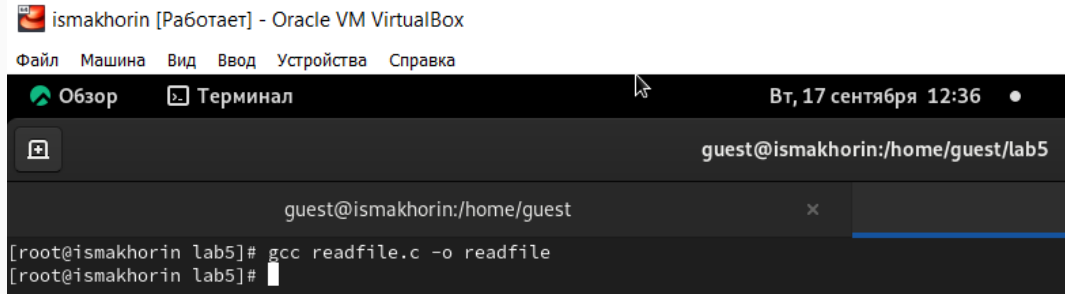 ismakhorin [Работает] - Oracle VM VirtualBox
Файл Машина Вид Ввод Устройства Справка
Обзор Терминал Вт, 17 сентября 12:36
guest@ismakhorin:/home/guest/lab5
guest@ismakhorin:/home/guest ×
[root@ismakhorin lab5]# gcc readfile.c -o readfile
[root@ismakhorin lab5]#